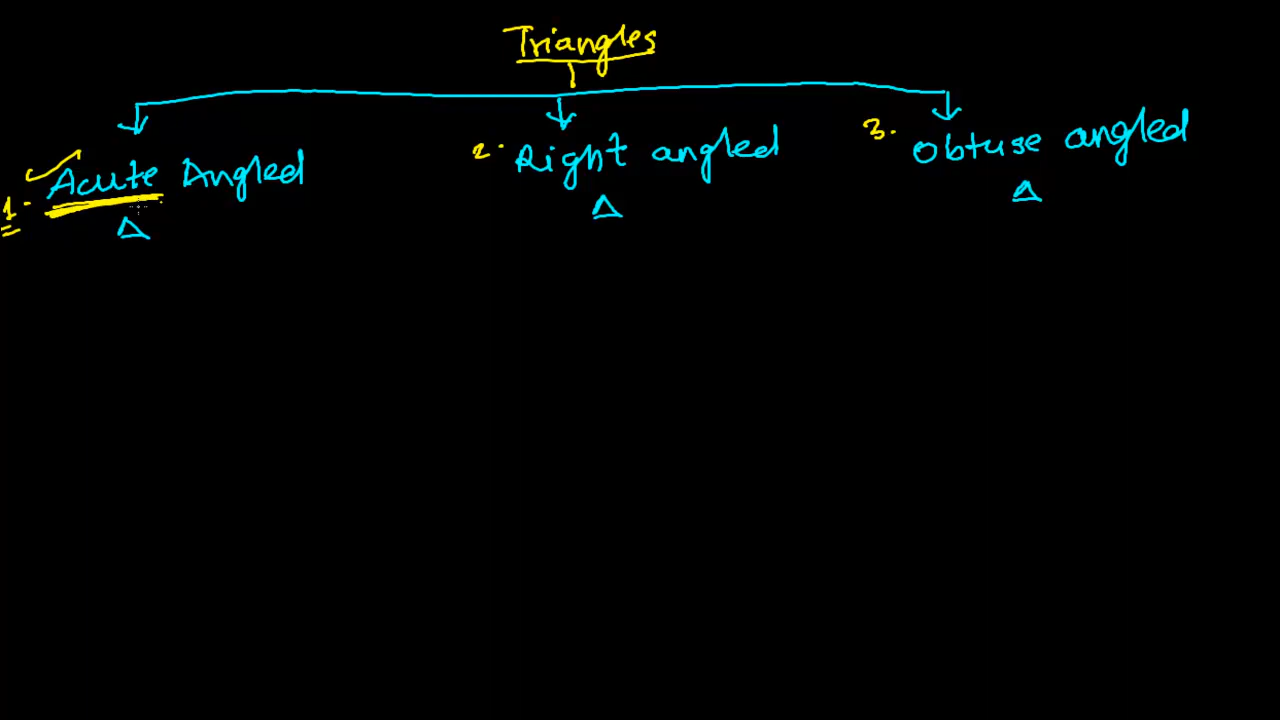 Triangles
1. Acute Angled
Δ
2. Right angled
Δ
3. Obtuse angled
Δ